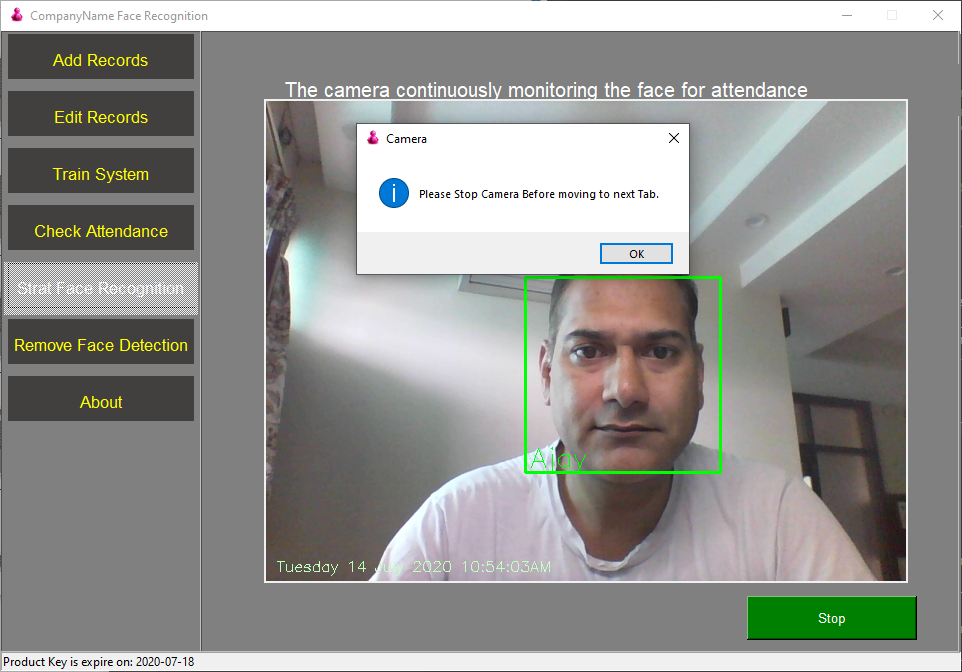 CompanyName Face Recognition
Add Records
Edit Records
Train System
Check Attendance
Strat Face Recognition
Remove Face Detection
About
The camera continuously monitoring the face for attendance
Camera
Please Stop Camera Before moving to next Tab.
OK
Ajay
Tuesday 14 July 2020 10:54:03AM
Stop
Product Key is expire on: 2020-07-18